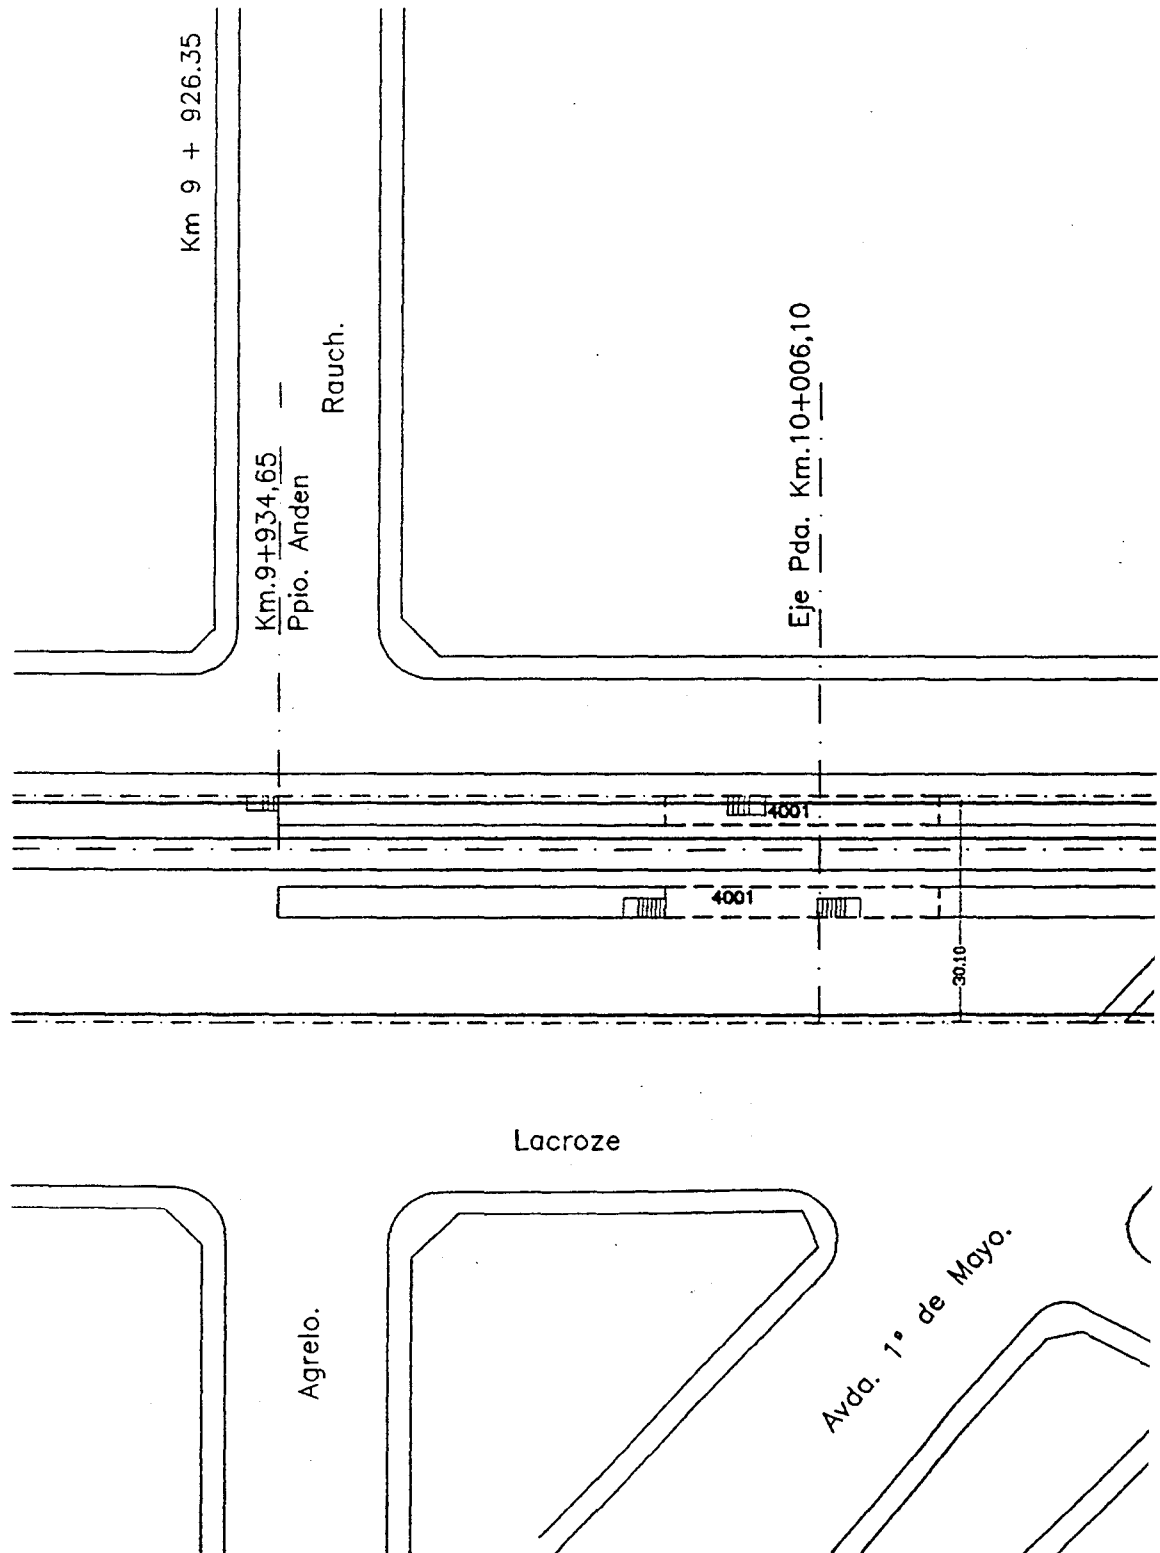 Km 9 + 926.35
Rauch.
Km.9+934,65
Ppio. Anden
Eje Pda. Km.10+006,10
4001
4001
30.10
Lacroze
Agrelo.
Avda. 1º de Mayo.